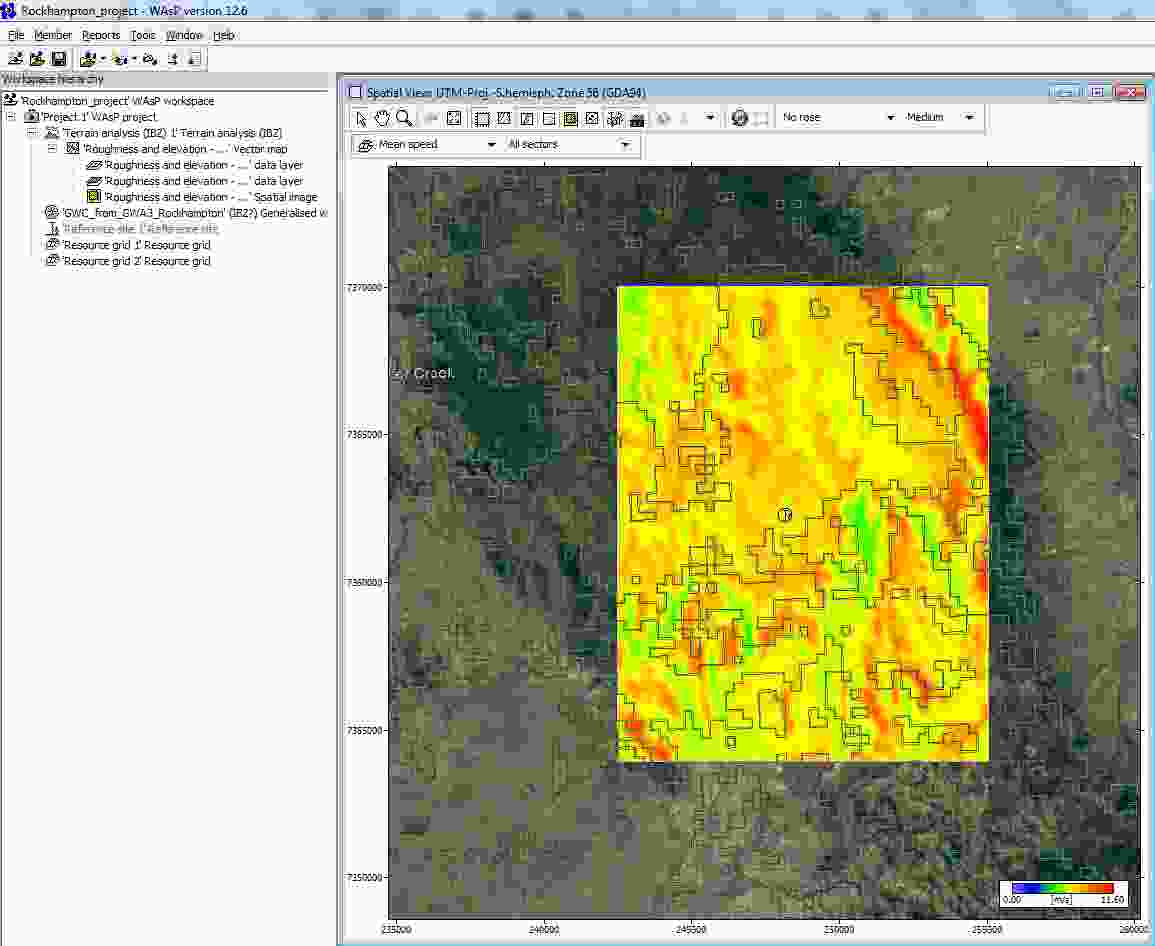 Rockhampton_project - WAsP version 12.6
File Member Reports Tools Window Help
Workspace hierarchy
'Rockhampton_project' WAsP workspace
'Project 1' WAsP project
'Terrain analysis (IBZ) 1' Terrain analysis (IBZ)
'Roughness and elevation - ...' Vector map
'Roughness and elevation - ...' data layer
'Roughness and elevation - ...' data layer
'Roughness and elevation - ...' Spatial image
'GWC_from_GWA3_Rockhampton' (IBZ?) Generalised w
'Reference site 1' Reference site
'Resource grid 1' Resource grid
'Resource grid 2' Resource grid
Spatial View: UTM-Proj.-S.hemisph. Zone 56 (GDA94)
No rose
Medium
Mean speed
All sectors
7370000
7365000
7360000
7355000
7350000
Creek
0.00 [m/s] 11.60
235000 240000 245000 250000 255000 260000